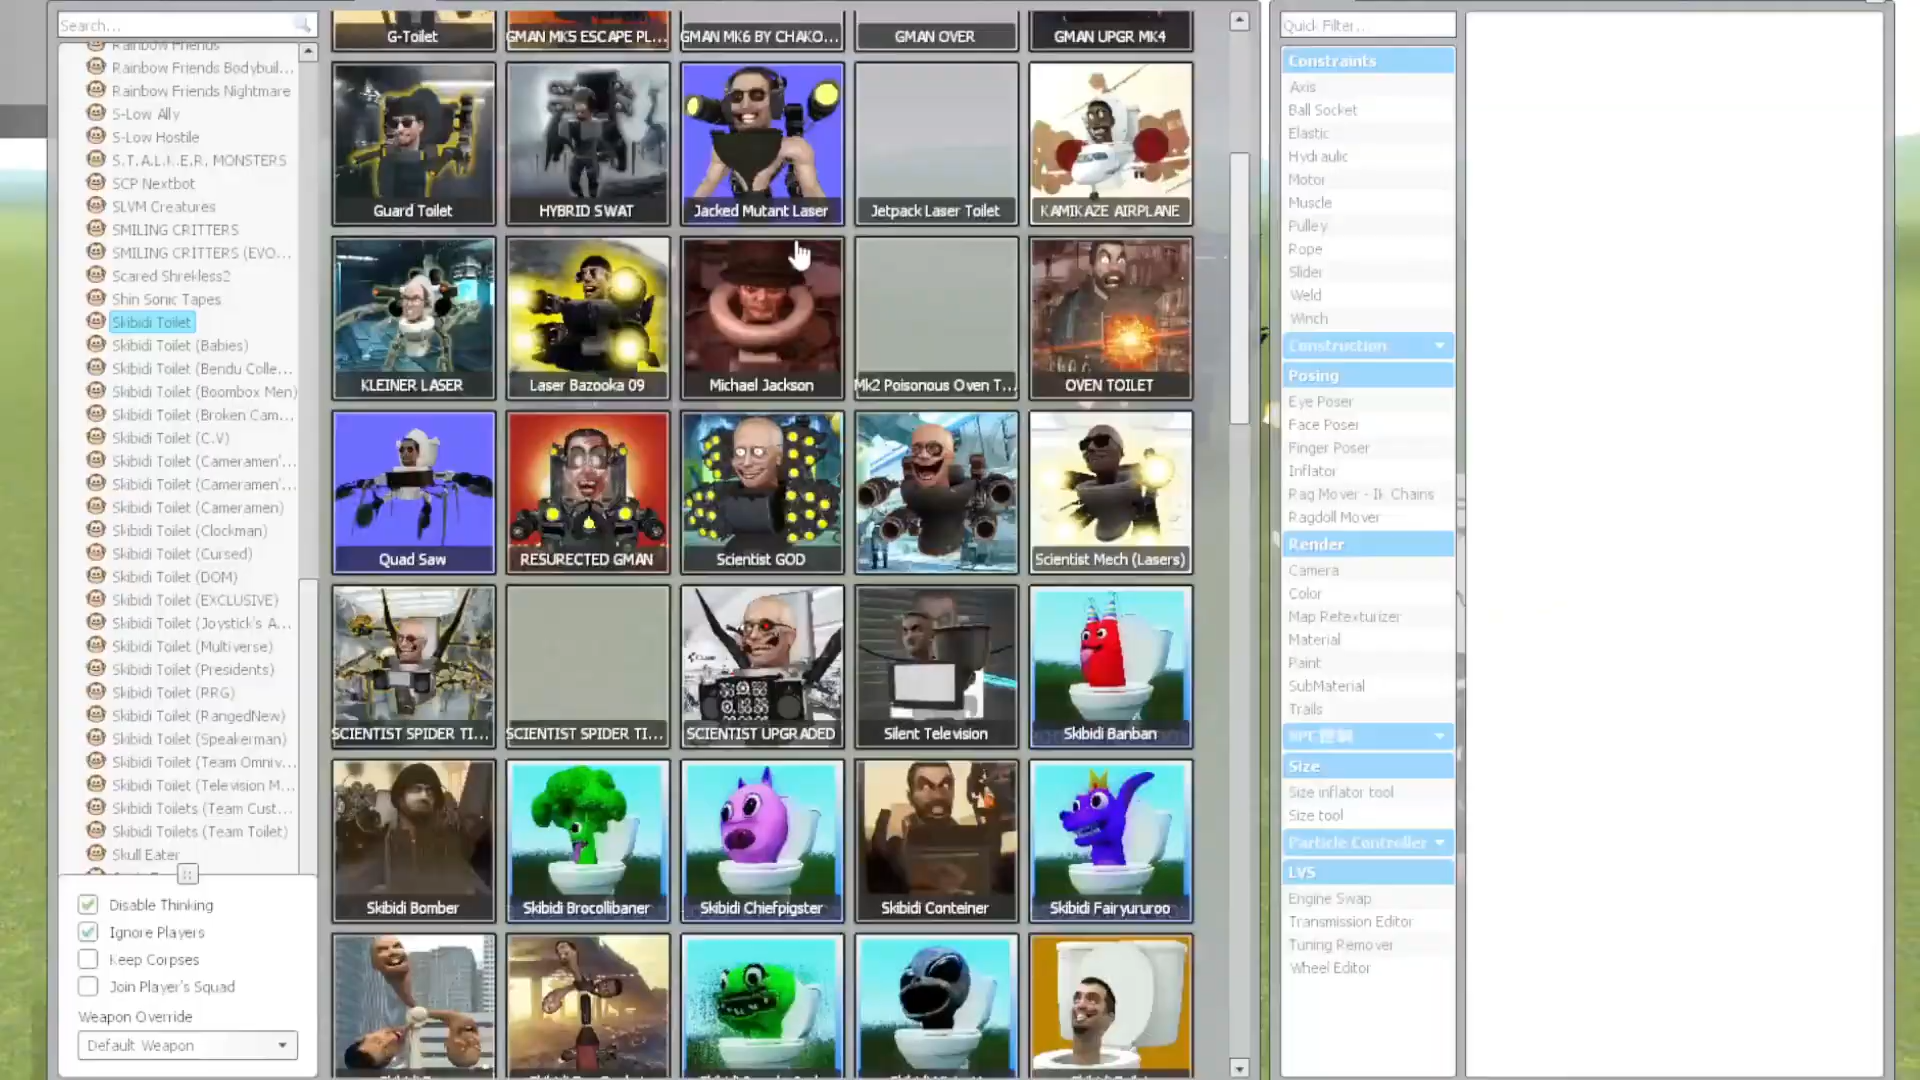 Search...
Rainbow Friends
Rainbow Friends Bodybuil...
Rainbow Friends Nightmare
S-Low Ally
S-Low Hostile
S.T.A.L.K.E.R. MONSTERS
SCP Nextbot
SLVM Creatures
SMILING CRITTERS
SMILING CRITTERS (EVO...
Scared Shrekless2
Shin Sonic Tapes
Skibidi Toilet
Skibidi Toilet (Babies)
Skibidi Toilet (Bendu Colle...
Skibidi Toilet (Boombox Men)
Skibidi Toilet (Broken Cam...
Skibidi Toilet (C.V)
Skibidi Toilet (Cameramen'...
Skibidi Toilet (Cameramen'...
Skibidi Toilet (Cameramen)
Skibidi Toilet (Clockman)
Skibidi Toilet (Cursed)
Skibidi Toilet (DOM)
Skibidi Toilet (EXCLUSIVE)
Skibidi Toilet (Joystick's A...
Skibidi Toilet (Multiverse)
Skibidi Toilet (Presidents)
Skibidi Toilet (RRG)
Skibidi Toilet (RangedNew)
Skibidi Toilet (Speakerman)
Skibidi Toilet (Team Omniv...
Skibidi Toilet (Television M...
Skibidi Toilets (Team Cust...
Skibidi Toilets (Team Toilet)
Skull Eater
Disable Thinking
Ignore Players
Keep Corpses
Join Player's Squad
Weapon Override
Default Weapon
G-Toilet
GMAN MK5 ESCAPE PL...
GMAN MK6 BY CHAKO...
GMAN OVER
GMAN UPGR MK4
Guard Toilet
HYBRID SWAT
Jacked Mutant Laser
Jetpack Laser Toilet
KAMIKAZE AIRPLANE
KLEINER LASER
Laser Bazooka 09
Michael Jackson
Mk2 Poisonous Oven T...
OVEN TOILET
Quad Saw
RESURECTED GMAN
Scientist GOD
Scientist Mech (Lasers)
SCIENTIST SPIDER TI...
SCIENTIST SPIDER TI...
SCIENTIST UPGRADED
Silent Television
Skibidi Banban
Skibidi Bomber
Skibidi Brocollibaner
Skibidi Chiefpigster
Skibidi Conteiner
Skibidi Fairyururoo
Quick Filter...
Constraints
Axis
Ball Socket
Elastic
Hydraulic
Motor
Muscle
Pulley
Rope
Slider
Weld
Winch
Construction
Posing
Eye Poser
Face Poser
Finger Poser
Inflator
Rag Mover - Ik Chains
Ragdoll Mover
Render
Camera
Color
Map Retexturizer
Material
Paint
SubMaterial
Trails
Size
Size inflator tool
Size tool
Particle Controller
LVS
Engine Swap
Transmission Editor
Tuning Remover
Wheel Editor